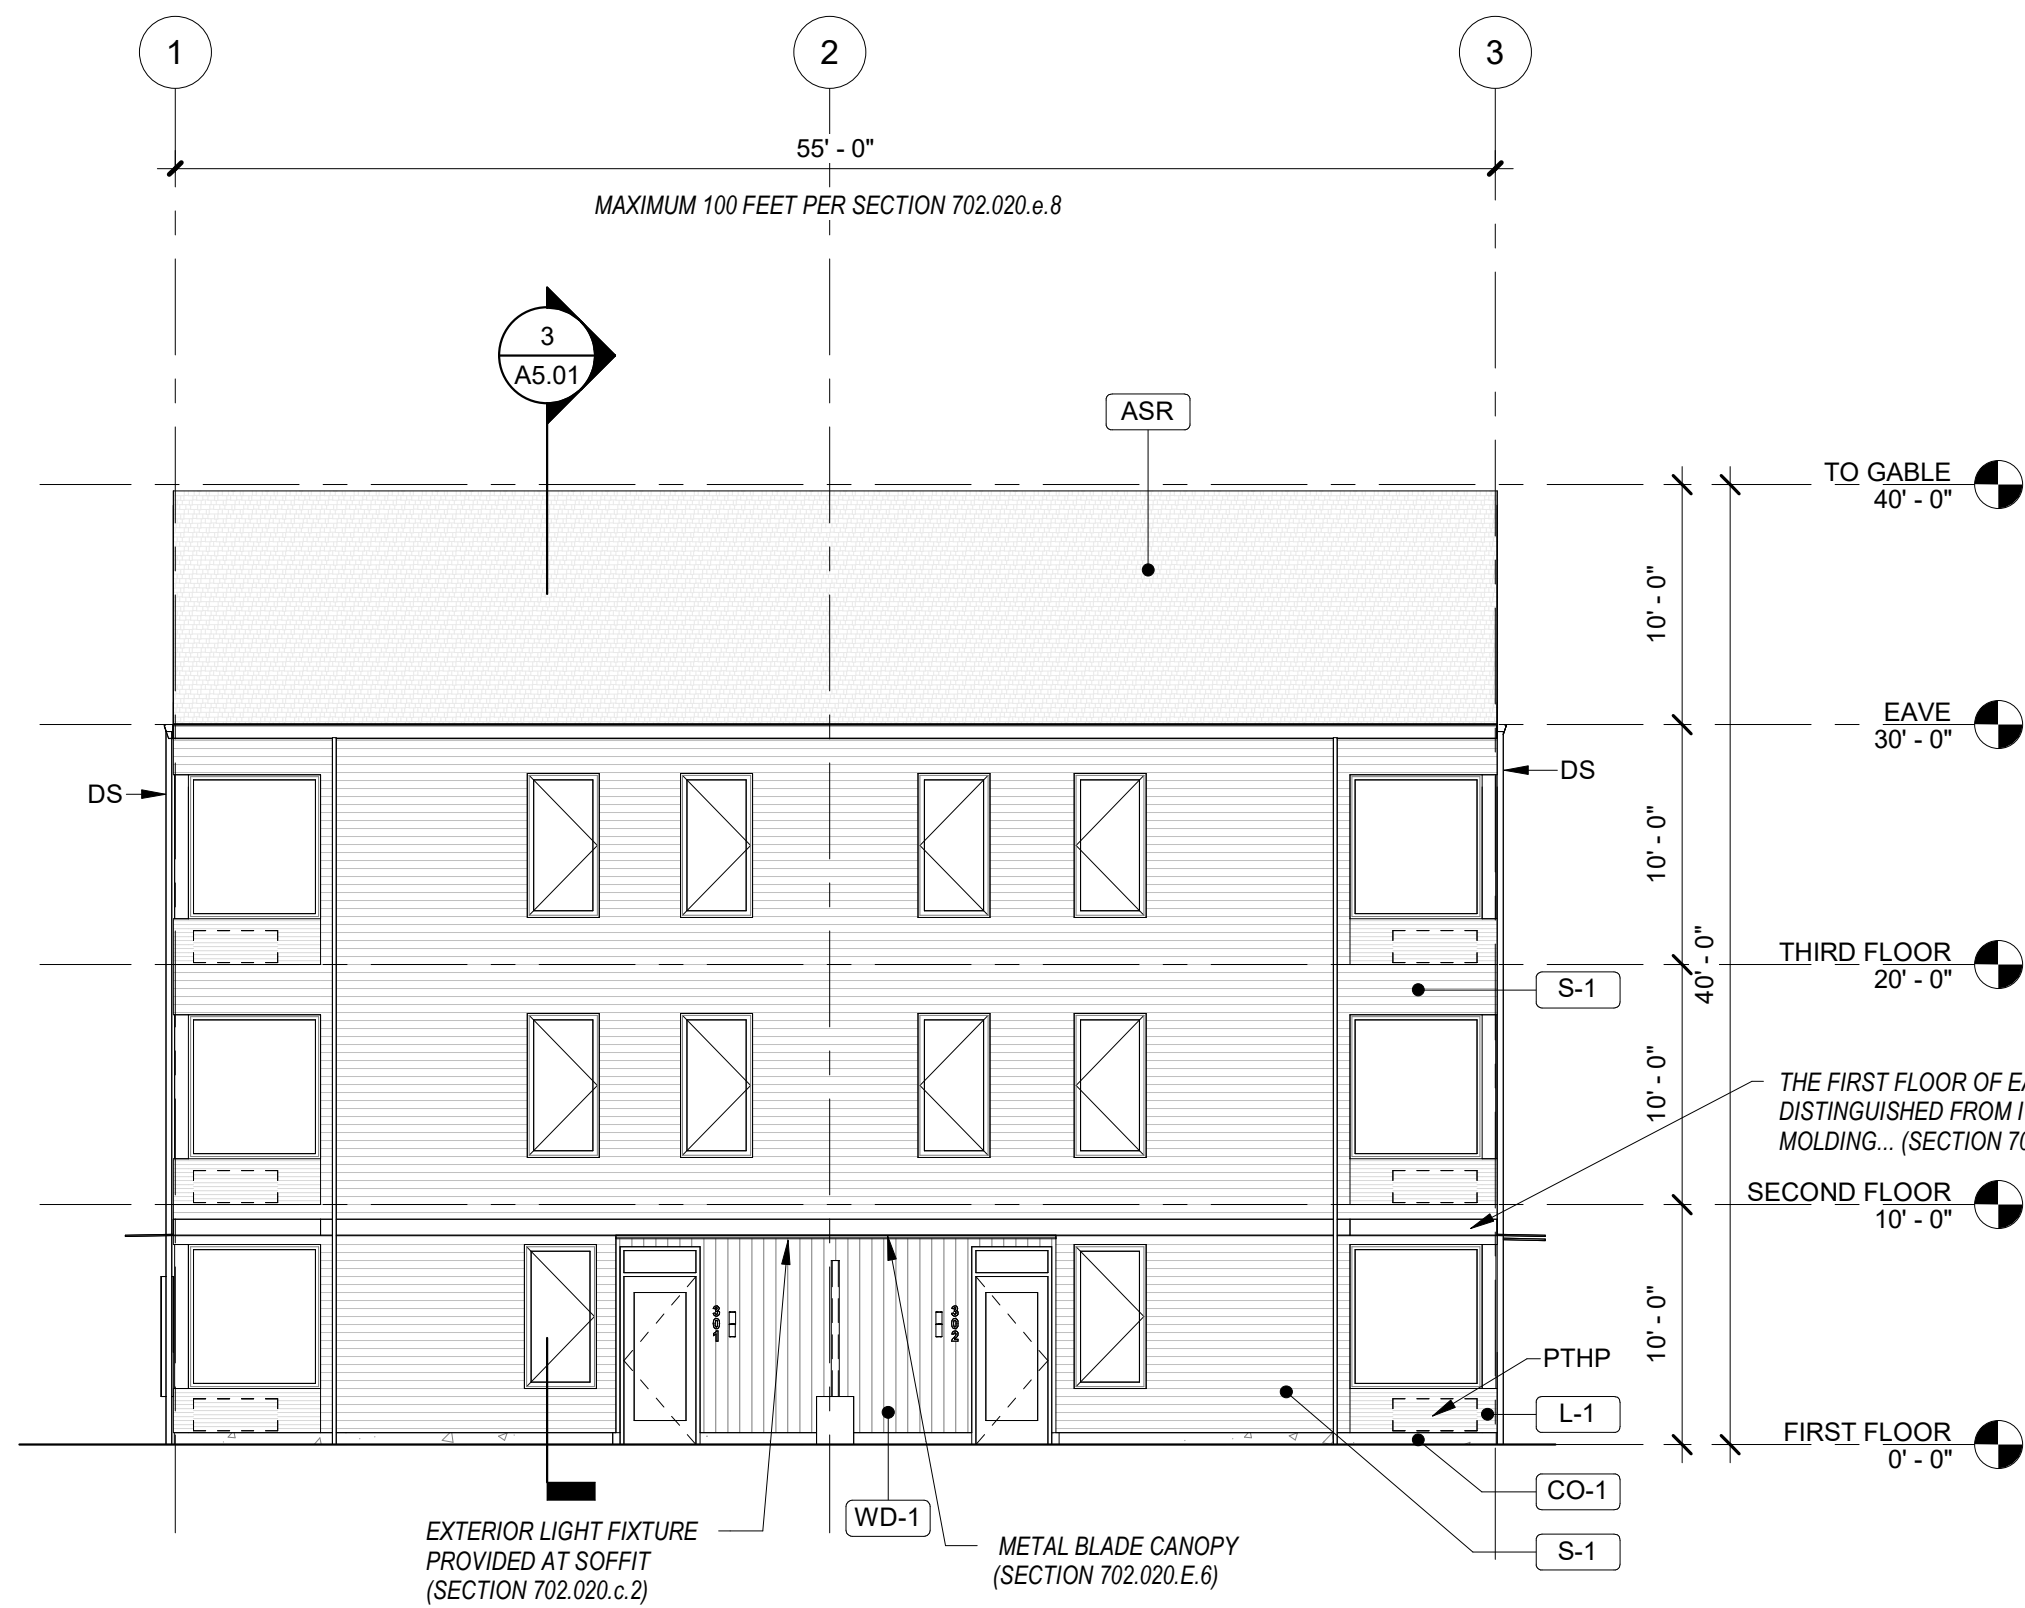 1
2
3
55' - 0"
MAXIMUM 100 FEET PER SECTION 702.020.e.8
3
A5.01
ASR
TO GABLE
40' - 0"
10' - 0"
EAVE
30' - 0"
DS
DS
10' - 0"
40' - 0"
THIRD FLOOR
20' - 0"
S-1
10' - 0"
THE FIRST FLOOR OF
DISTINGUISHED FROM
MOLDING... (SECTION
SECOND FLOOR
10' - 0"
301
302
10' - 0"
PTHP
L-1
FIRST FLOOR
0' - 0"
CO-1
WD-1
EXTERIOR LIGHT FIXTURE
PROVIDED AT SOFFIT
(SECTION 702.020.c.2)
METAL BLADE CANOPY
(SECTION 702.020.E.6)
S-1